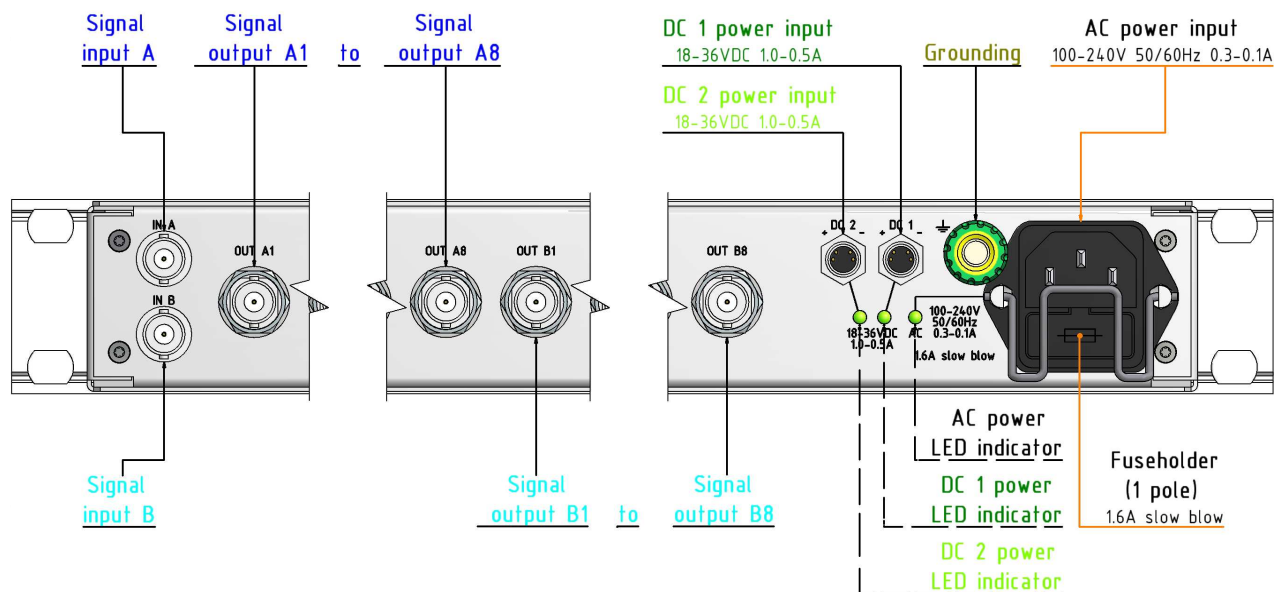 Signal
input A
Signal
output A1 to
Signal
output A8
DC 1 power input
18-36VDC 1.0-0.5A
DC 2 power input
18-36VDC 1.0-0.5A
Grounding
AC power input
100-240V 50/60Hz 0.3-0.1A
IN A
OUT A1
OUT A8
OUT B1
OUT B8
+ DC 2 -
+ DC 1 -
IN B
18-36VDC
1.0-0.5A
AC
100-240V
50/60Hz
0.3-0.1A
1.6A slow blow
AC power
LED indicator
DC 1 power
LED indicator
DC 2 power
LED indicator
Fuseholder
(1 pole)
1.6A slow blow
Signal
input B
Signal
output B1 to
Signal
output B8